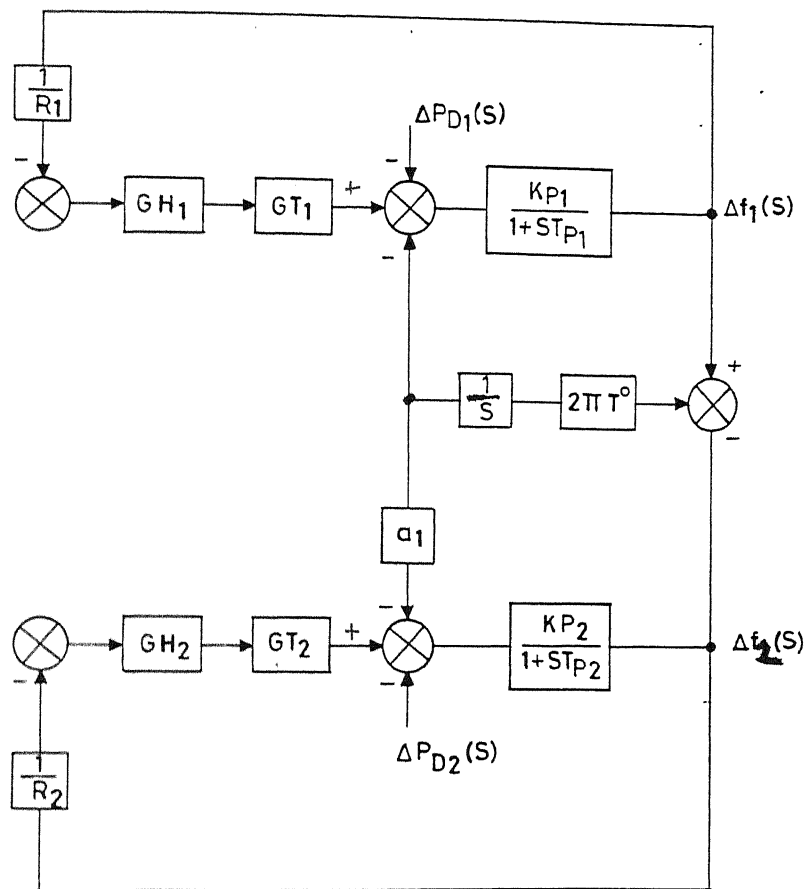 1
R1
ΔPD1(S)
-
-
GH1
GT1
+
KP1
1+STP1
Δf1(S)
-
+
1
S
2πT°
-
a1
-
GH2
GT2
+
KP2
1+STP2
Δf2(S)
-
-
ΔPD2(S)
1
R2